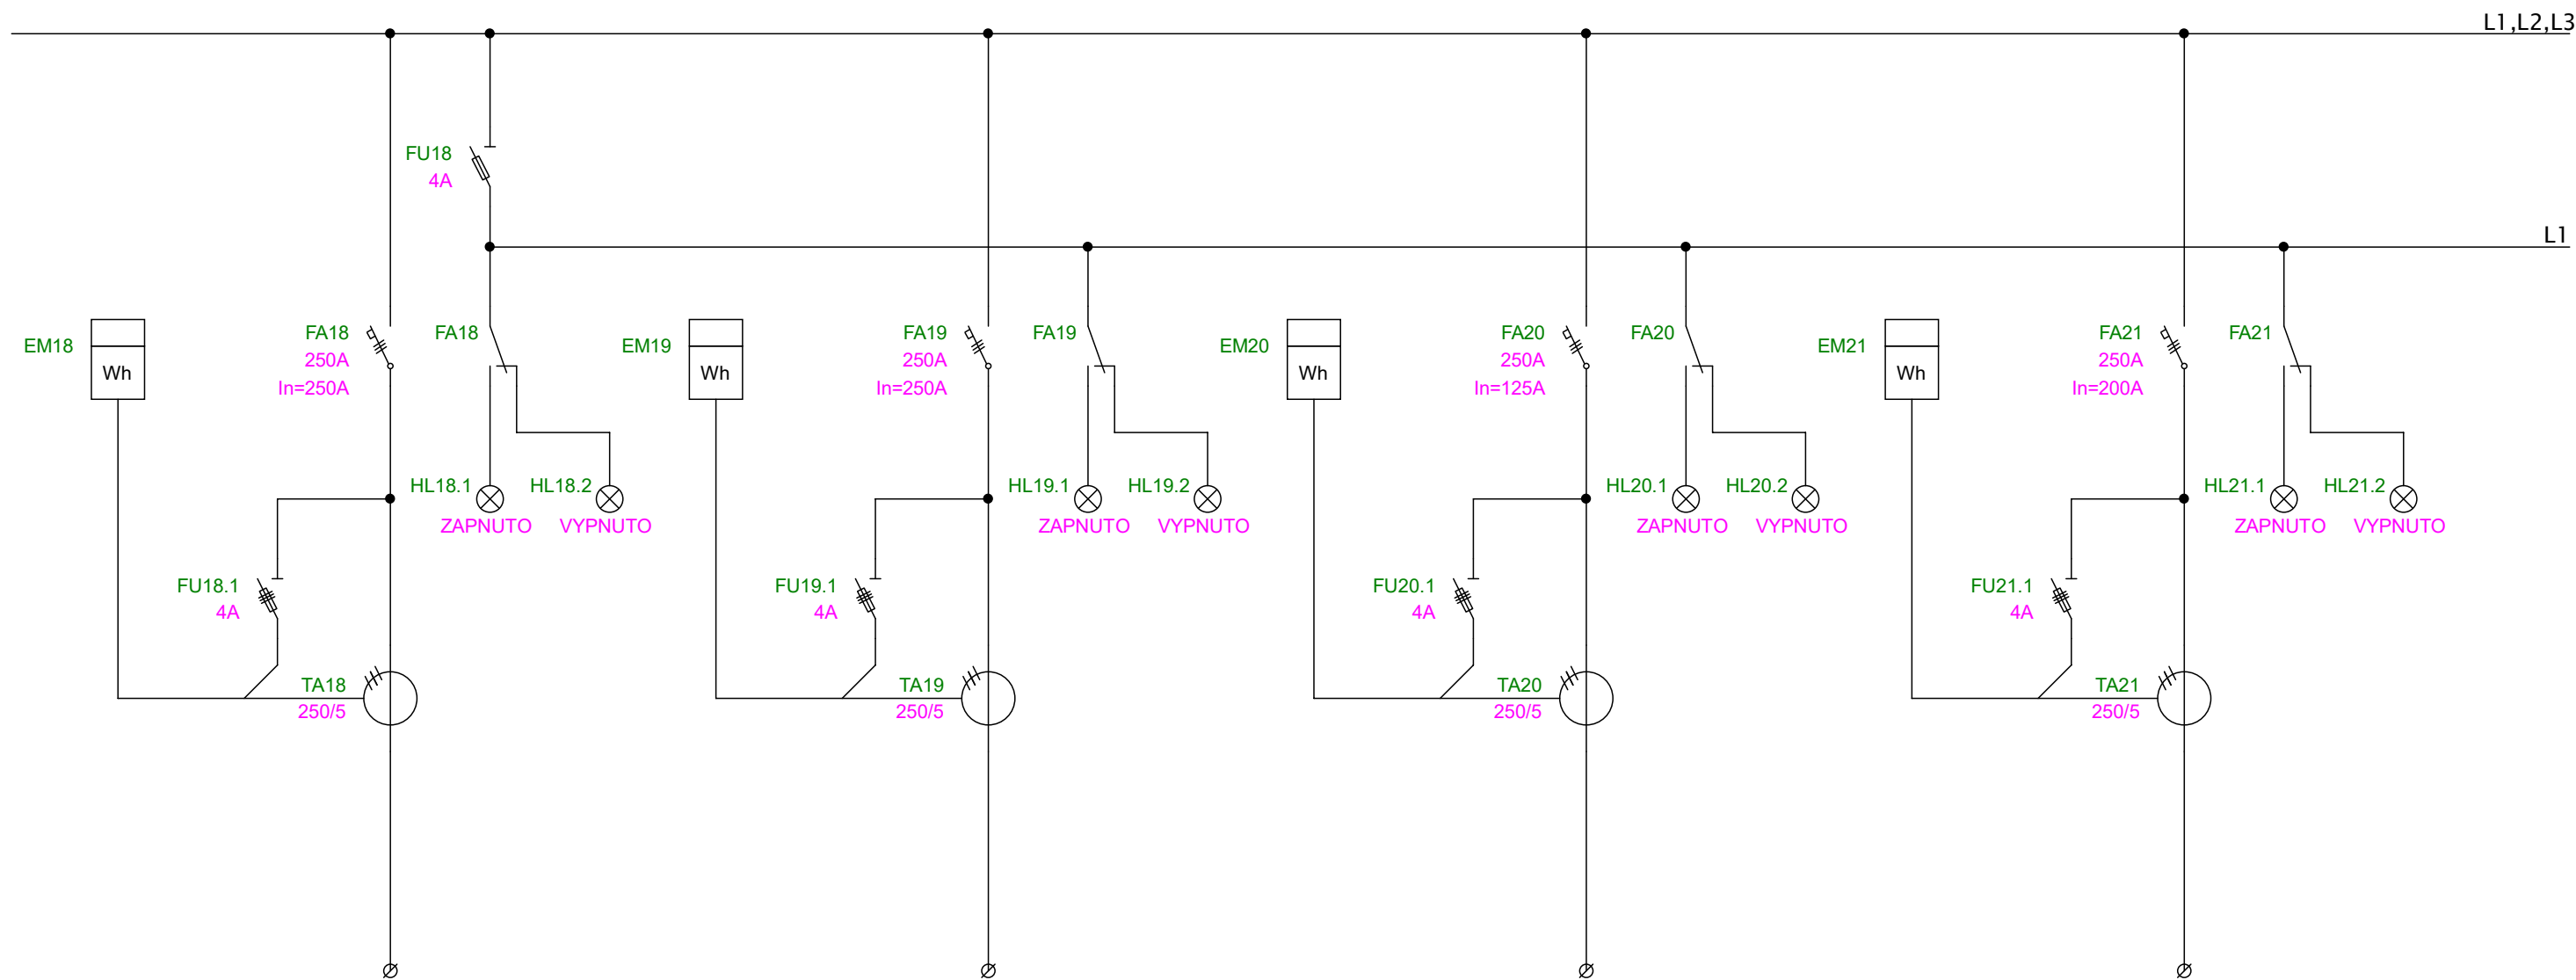 L1,L2,L3
FU18
4A
L1
EM18
Wh
FA18
250A
In=250A
FA18
HL18.1
ZAPNUTO
HL18.2
VYPNUTO
FU18.1
4A
TA18
250/5
EM19
Wh
FA19
250A
In=250A
FA19
HL19.1
ZAPNUTO
HL19.2
VYPNUTO
FU19.1
4A
TA19
250/5
EM20
Wh
FA20
250A
In=125A
FA20
HL20.1
ZAPNUTO
HL20.2
VYPNUTO
FU20.1
4A
TA20
250/5
EM21
Wh
FA21
250A
In=200A
FA21
HL21.1
ZAPNUTO
HL21.2
VYPNUTO
FU21.1
4A
TA21
250/5